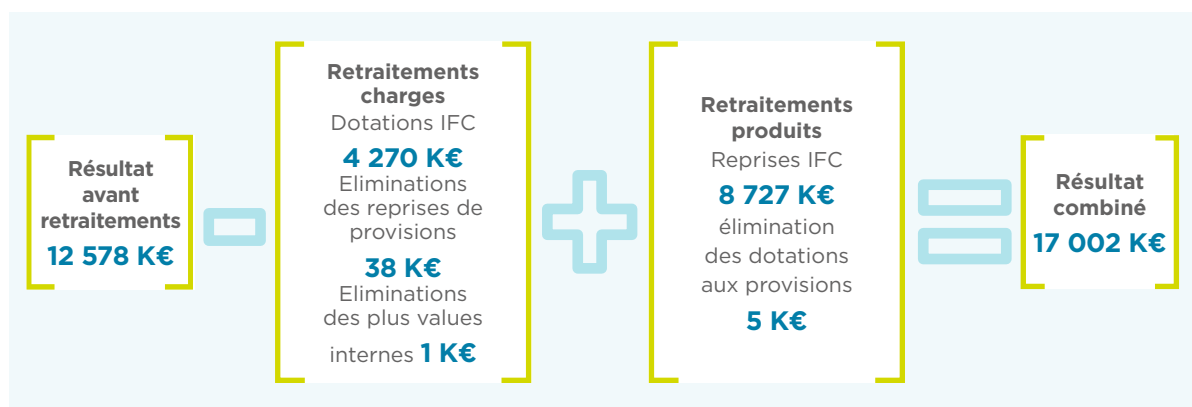 Résultat
avant
retraitements
12 578 K€
Retraitements
charges
Dotations IFC
4 270 K€
Eliminations
des reprises de
provisions
38 K€
Eliminations
des plus values
internes 1 K€
Retraitements
produits
Reprises IFC
8 727 K€
élimination
des dotations
aux provisions
5 K€
Résultat
combiné
17 002 K€